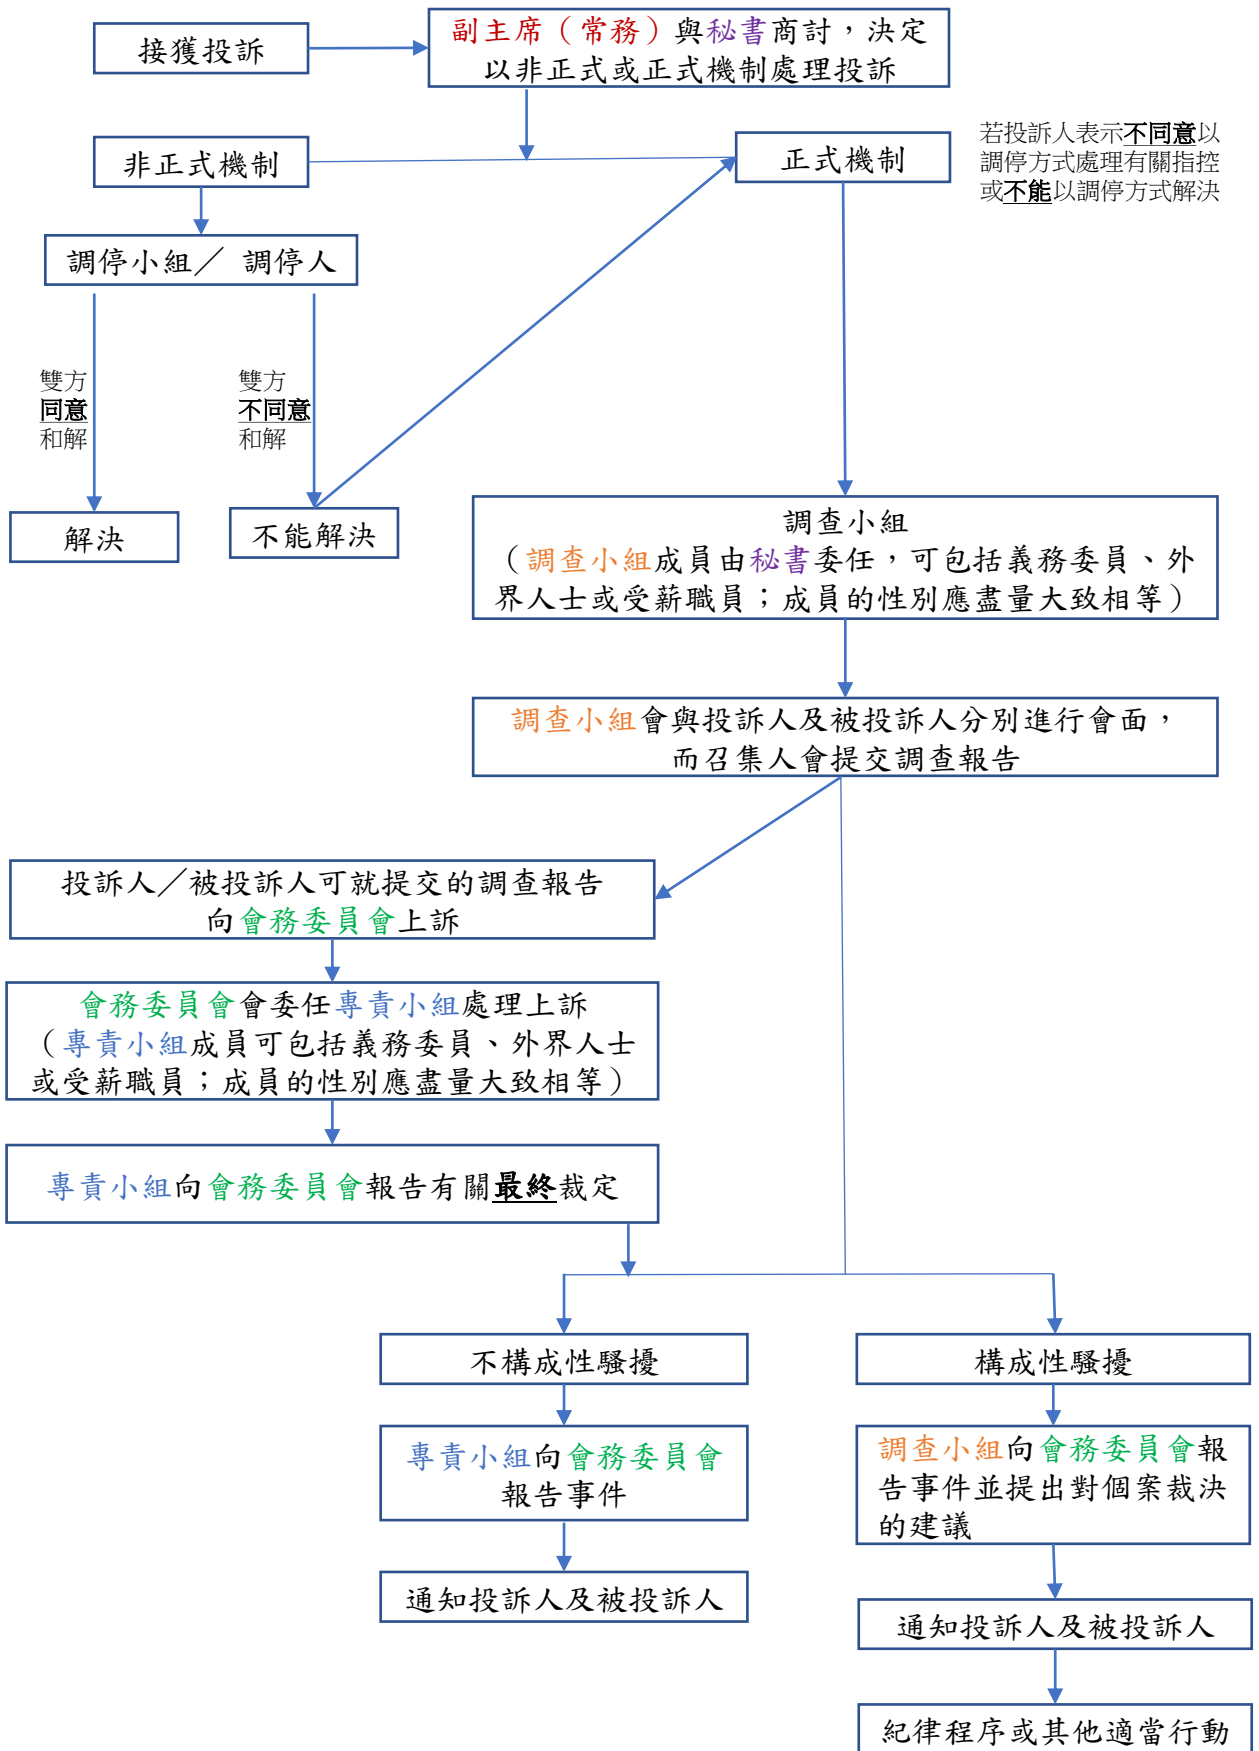 接獲投訴
副主席（常務）與秘書商討，決定
以非正式或正式機制處理投訴
非正式機制
正式機制
若投訴人表示不同意以
調停方式處理有關指控
或不能以調停方式解決
調停小組／ 調停人
雙方
同意
和解
雙方
不同意
和解
解決
不能解決
調查小組
（調查小組成員由秘書委任，可包括義務委員、外
界人士或受薪職員；成員的性別應盡量大致相等）
調查小組會與投訴人及被投訴人分別進行會面，
而召集人會提交調查報告
投訴人／被投訴人可就提交的調查報告
向會務委員會上訴
會務委員會會委任專責小組處理上訴
（專責小組成員可包括義務委員、外界人士
或受薪職員；成員的性別應盡量大致相等）
專責小組向會務委員會報告有關最終裁定
不構成性騷擾
構成性騷擾
專責小組向會務委員會
報告事件
調查小組向會務委員會報
告事件並提出對個案裁決
的建議
通知投訴人及被投訴人
通知投訴人及被投訴人
紀律程序或其他適當行動